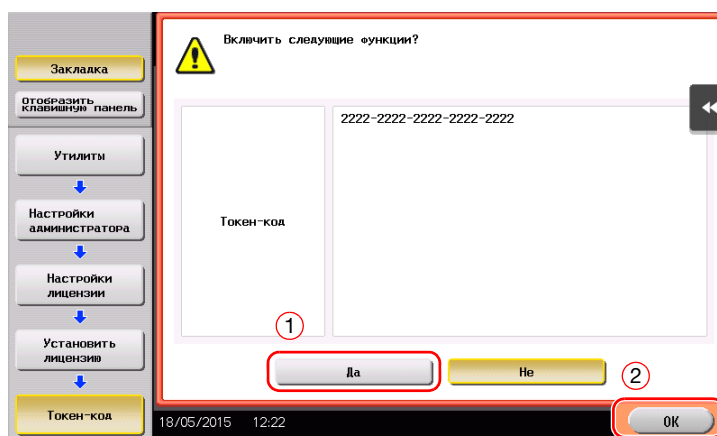 Закладка
Отобразить
клавишную панель
Утилиты
Настройки
администратора
Настройки
лицензии
Установить
лицензию
Токен-код
Включить следующие функции?
Токен-код
2222-2222-2222-2222-2222
1
Да
Не
2
18/05/2015 12:22
OK